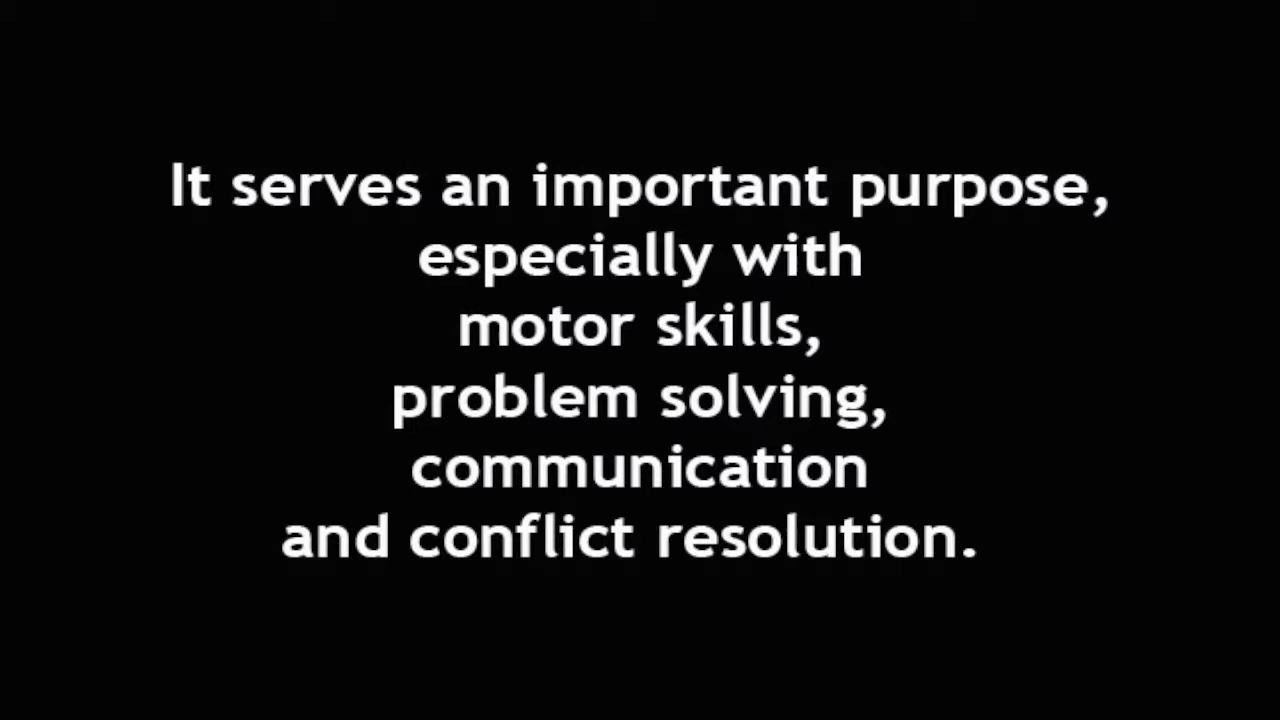 It serves an important purpose,
especially with
motor skills,
problem solving,
communication
and conflict resolution.